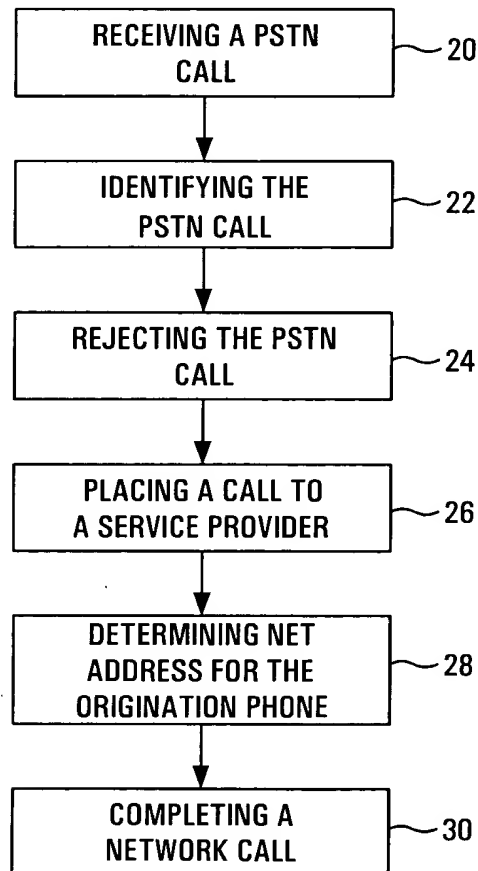 RECEIVING A PSTN
CALL
20
IDENTIFYING THE
PSTN CALL
22
REJECTING THE PSTN
CALL
24
PLACING A CALL TO
A SERVICE PROVIDER
26
DETERMINING NET
ADDRESS FOR THE
ORIGINATION PHONE
28
COMPLETING A
NETWORK CALL
30